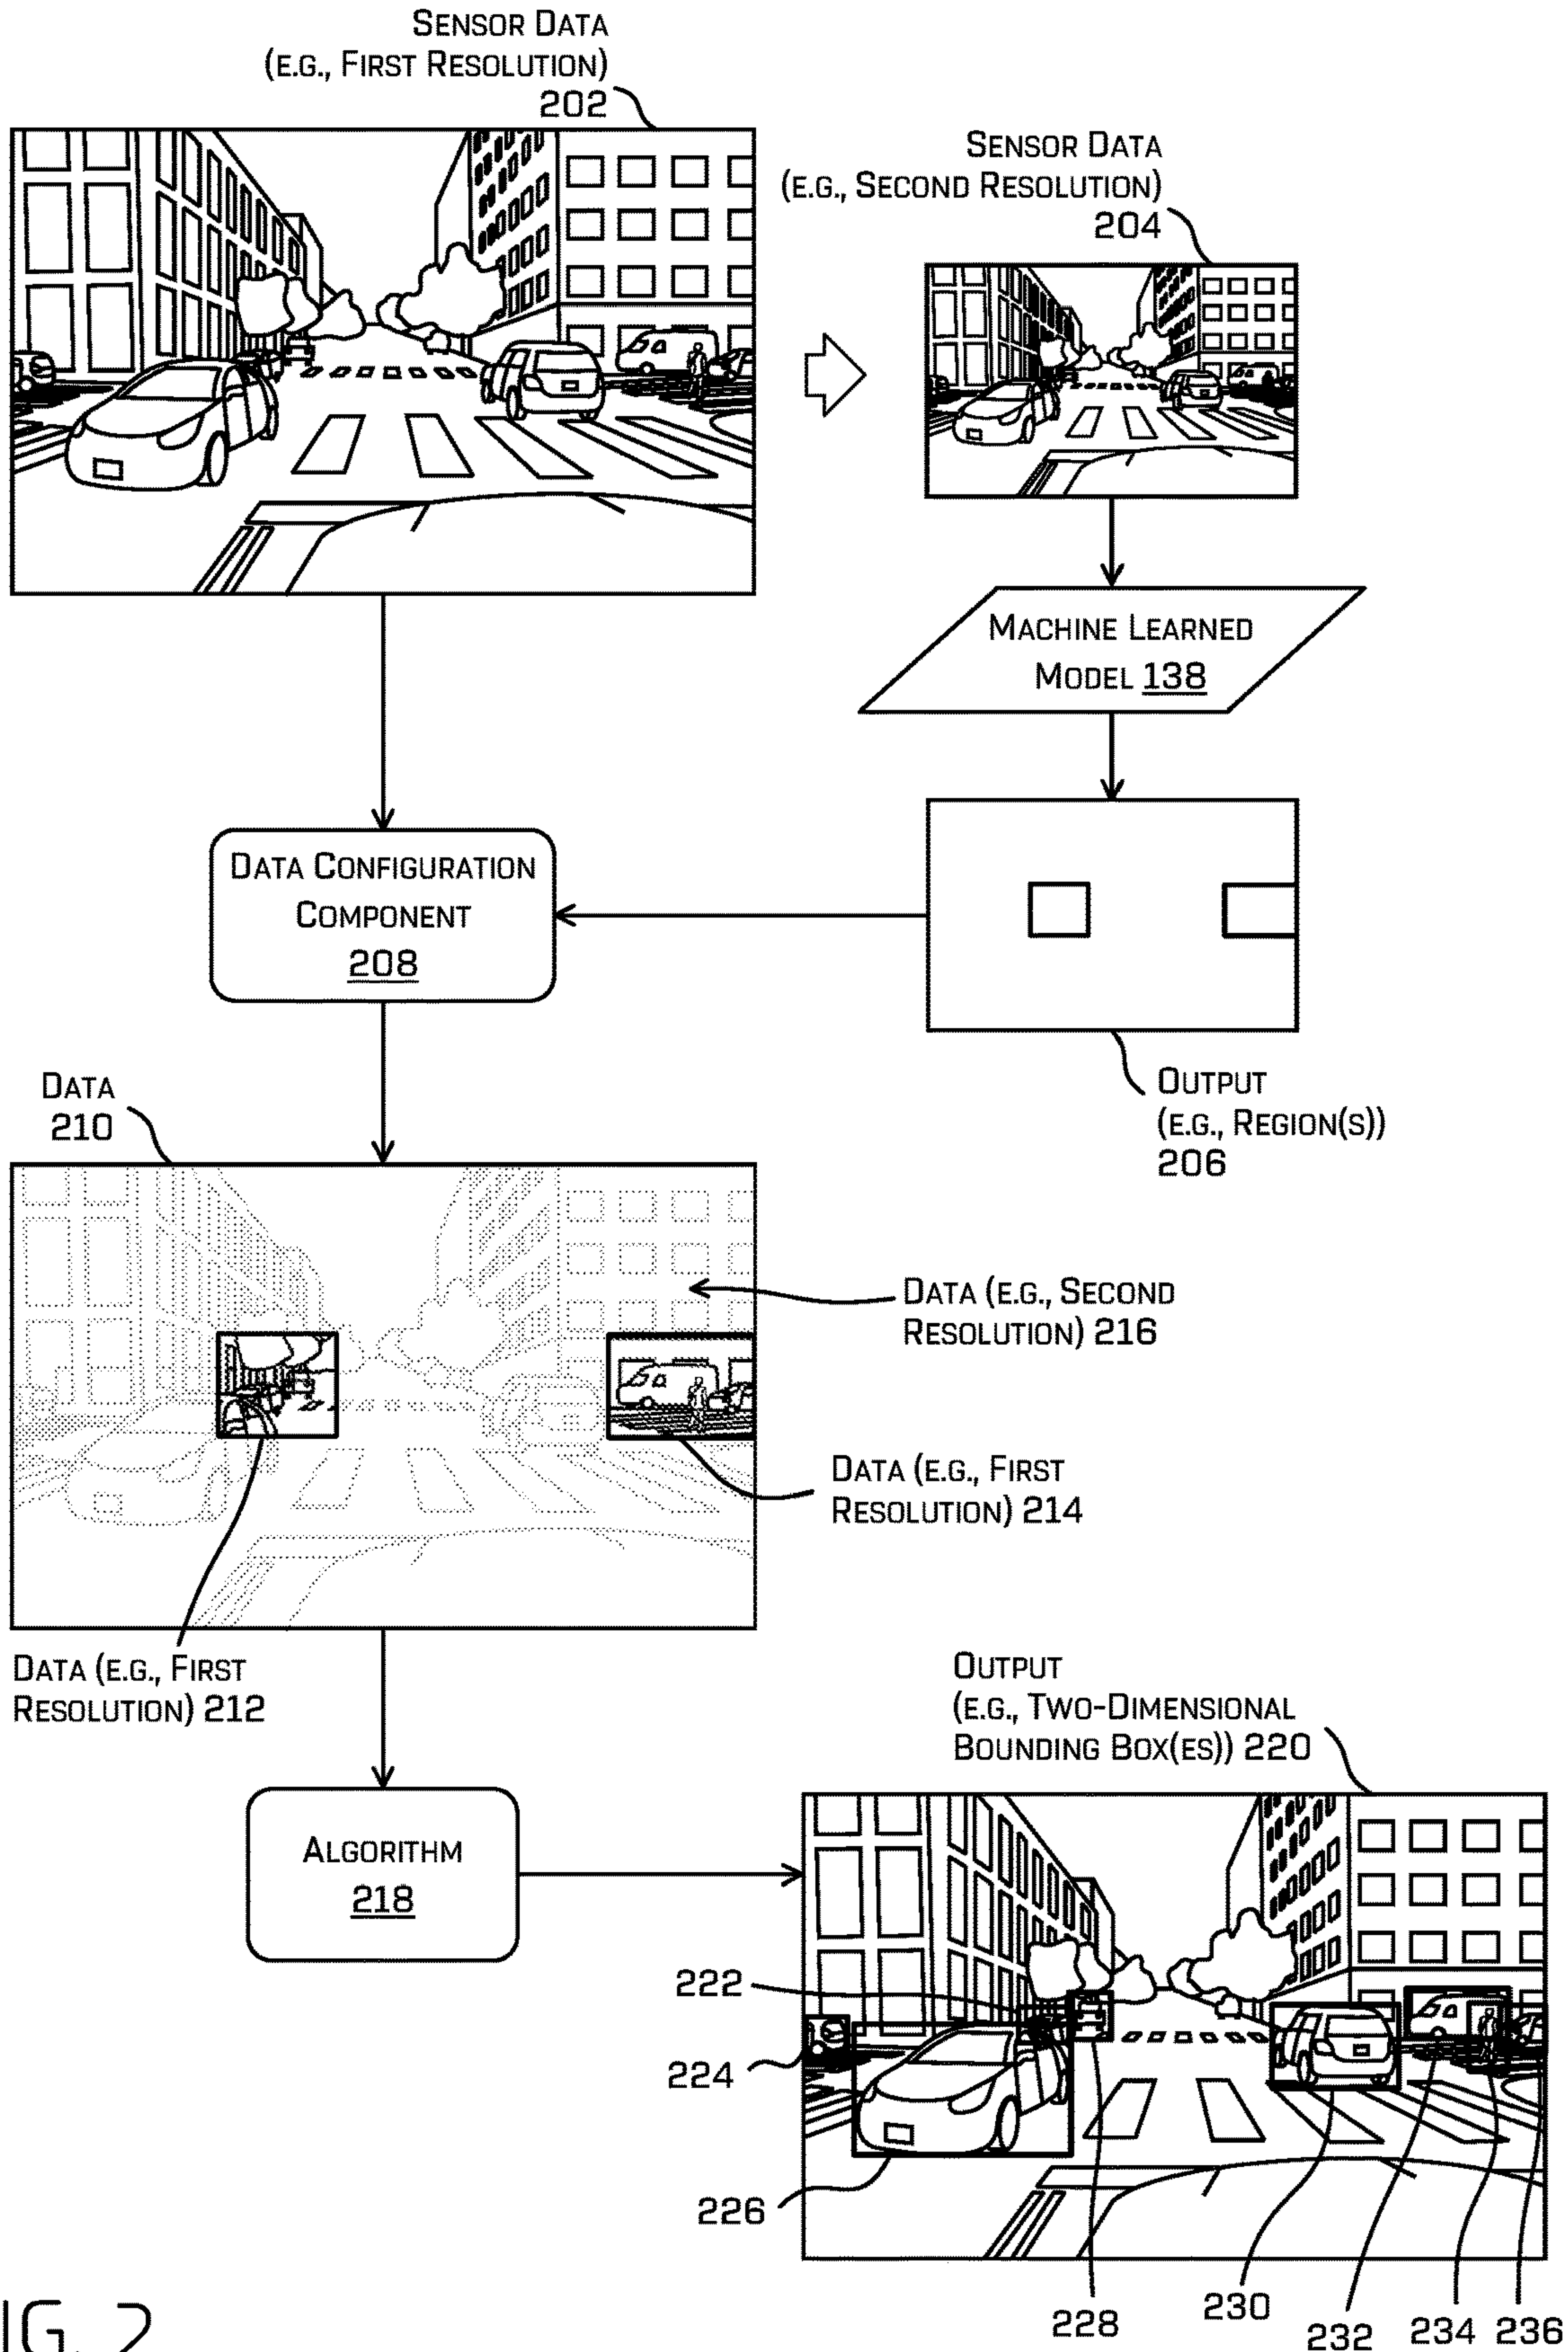 SENSOR DATA
(E.G., FIRST RESOLUTION)
202
SENSOR DATA
(E.G., SECOND RESOLUTION)
204
MACHINE LEARNED
MODEL 138
DATA CONFIGURATION
COMPONENT
208
OUTPUT
(E.G., REGION(S))
206
DATA
210
DATA (E.G., SECOND
RESOLUTION) 216
DATA (E.G., FIRST
RESOLUTION) 214
DATA (E.G., FIRST
RESOLUTION) 212
OUTPUT
(E.G., TWO-DIMENSIONAL
BOUNDING BOX(ES)) 220
ALGORITHM
218
222
224
226
228
230
232
234
236
IG. 2